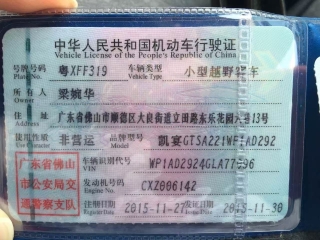 中华人民共和国机动车行驶证
Vehicle License of the People's Republic of China
号牌号码 Plate No. 粤XFF319 车辆类型 Vehicle Type 小型越野客车
所有人 Owner 梁婉华
住址 Address 广东省佛山市顺德区大良街道立田路东乐花园六巷13号
使用性质 Use Character 非营运 品牌型号 Model 凯宴GTSA221WF1AD292
广东省佛山 车辆识别代号 VIN WP1AD2924GLA77696
市公安局交 发动机号码 Engine No. CXZ006142
通警察支队 注册日期 Register Date 2015-11-27 发证日期 Issue Date 2015-11-30